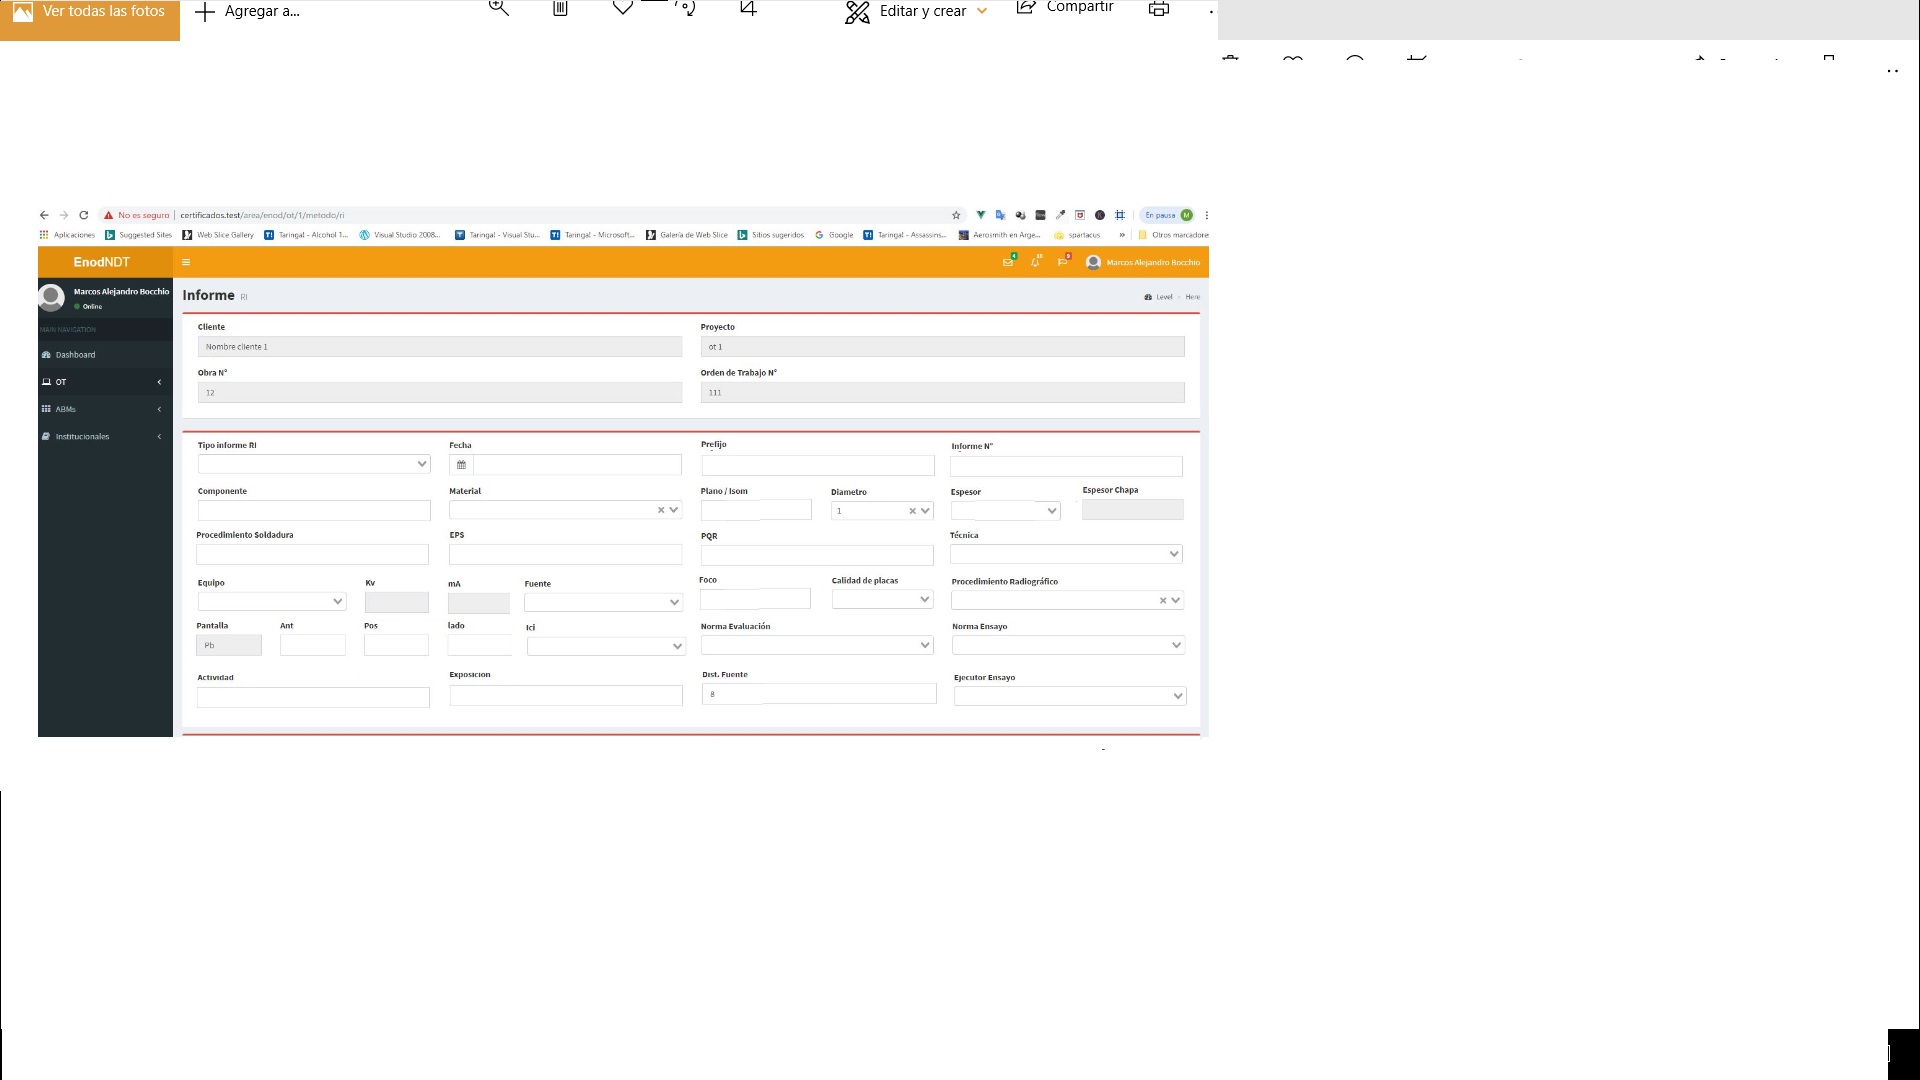 Ver todas las fotos
Agregar a...
Editar y crear
Compartir
No es seguro
certificados.test/area/enod/ot/1/metodo/ri
En pausa
M
Aplicaciones
Suggested Sites
Web Slice Gallery
Taringa! - Alcohol 1...
Visual Studio 2008...
Taringa! - Visual Stu...
Taringa! - Microsoft...
Galería de Web Slice
Sitios sugeridos
Google
Taringa! - Assassins...
Aerosmith en Arge...
spartacus
»
Otros marcadore
EnodNDT
Marcos Alejandro Bocchio
Marcos Alejandro Bocchio
Online
MAIN NAVIGATION
Dashboard
OT
ABMs
Institucionales
Informe RI
Level
Here
Cliente
Proyecto
Nombre cliente 1
ot 1
Obra N°
Orden de Trabajo N°
12
111
Tipo informe RI
Fecha
Prefijo
Informe N°
Componente
Material
Plano / Isom
Diametro
Espesor
Espesor Chapa
1
Procedimiento Soldadura
EPS
PQR
Técnica
Equipo
Kv
mA
Fuente
Foco
Calidad de placas
Procedimiento Radiográfico
Pantalla
Ant
Pos
lado
Ici
Norma Evaluación
Norma Ensayo
Pb
Actividad
Exposición
Dist. Fuente
Ejecutor Ensayo
8